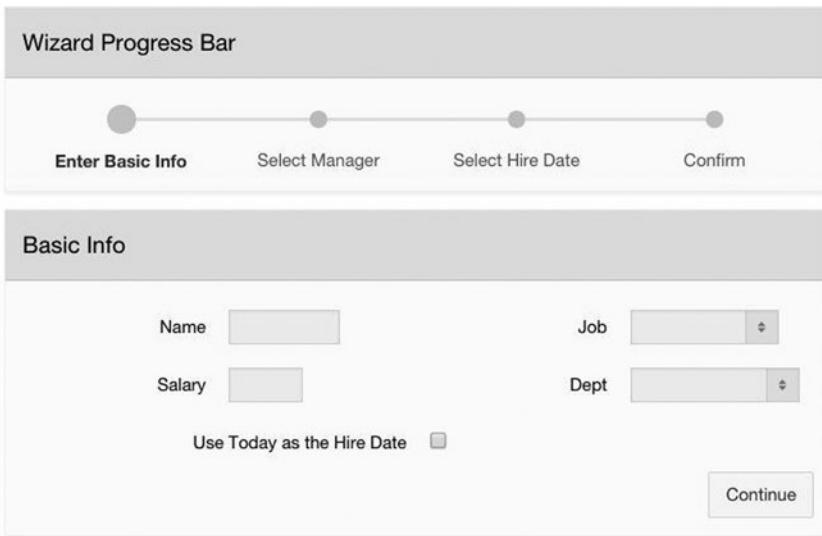 Wizard Progress Bar
Enter Basic Info Select Manager Select Hire Date Confirm
Basic Info
Name Job
Salary Dept
Use Today as the Hire Date
Continue